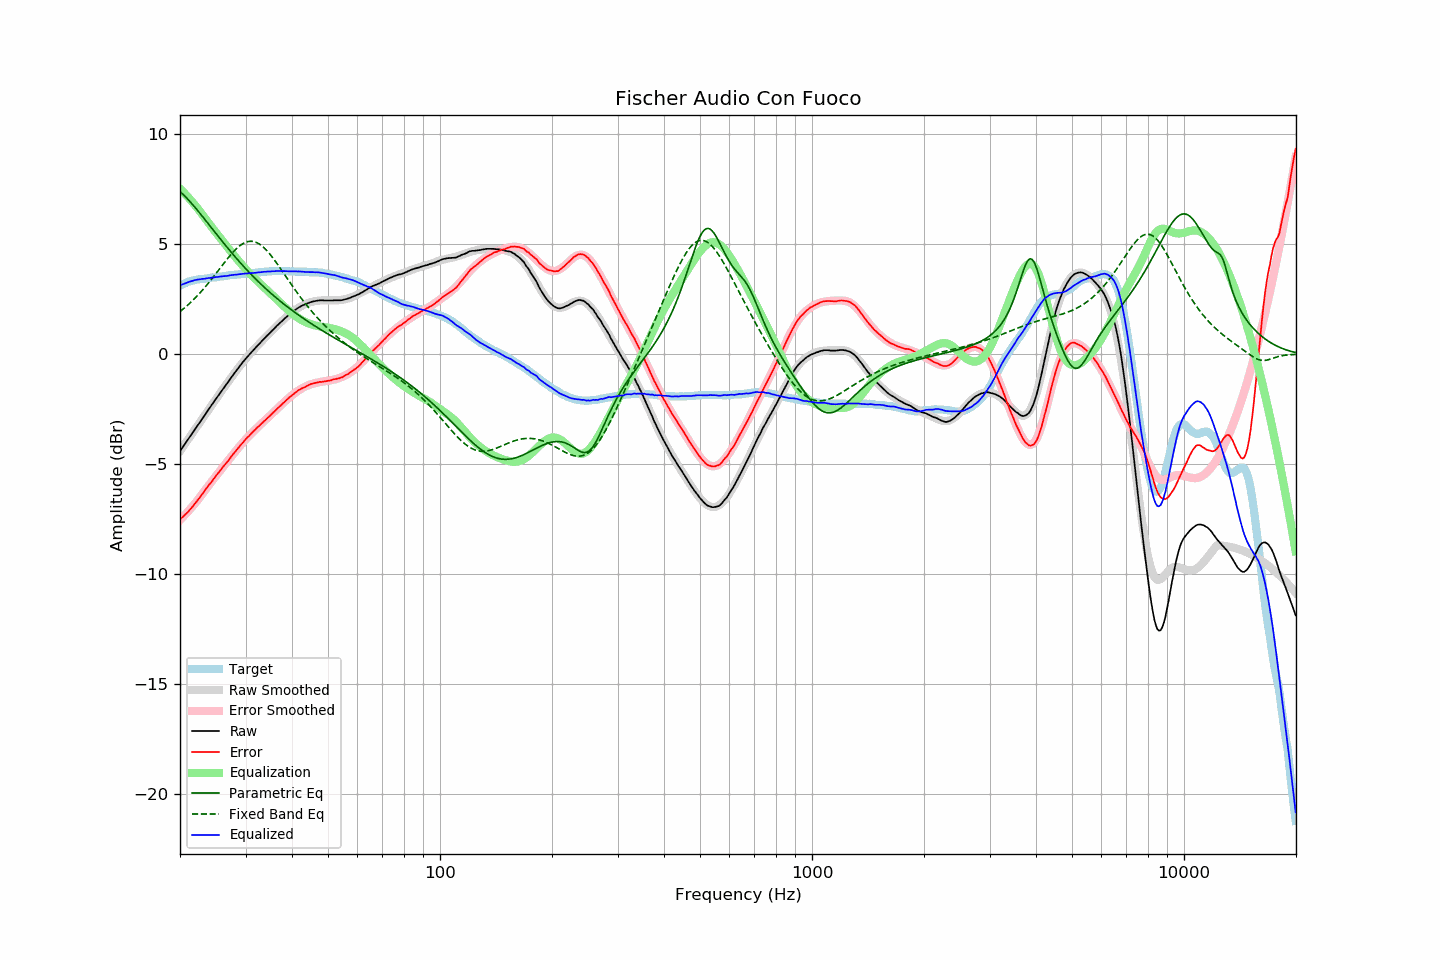 Fischer Audio Con Fuoco
Amplitude (dBr)
10
5
0
−5
−10
−15
−20
Target
Raw Smoothed
Error Smoothed
Raw
Error
Equalization
Parametric Eq
Fixed Band Eq
Equalized
100
1000
10000
Frequency (Hz)